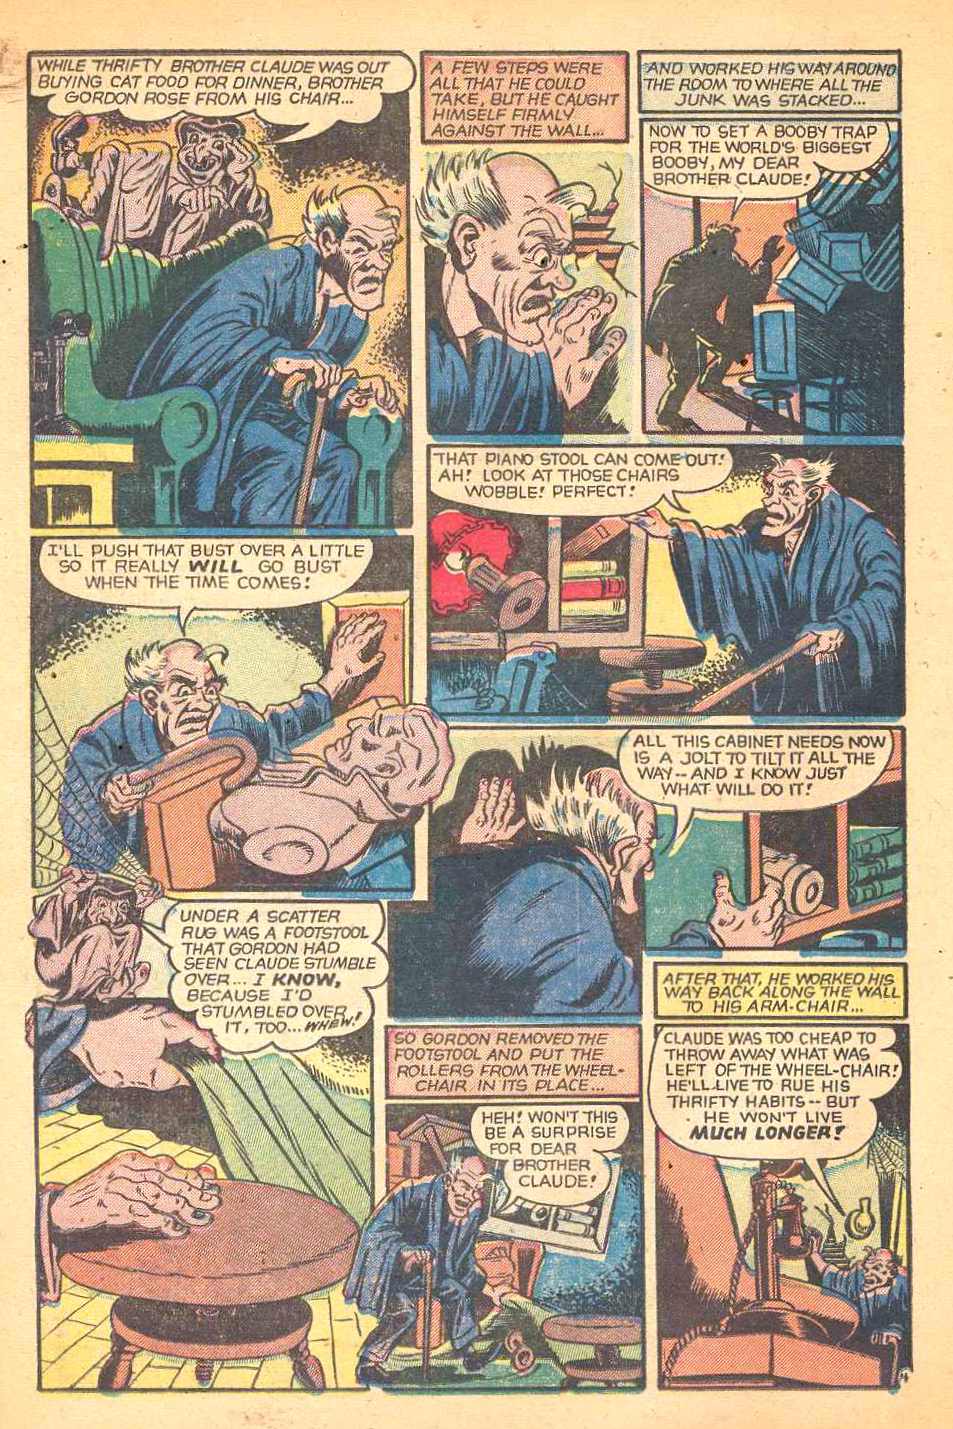 WHILE THRIFTY BROTHER CLAUDE WAS OUT
BUYING CAT FOOD FOR DINNER, BROTHER
GORDON ROSE FROM HIS CHAIR...
A FEW STEPS WERE
ALL THAT HE COULD
TAKE, BUT HE CAUGHT
HIMSELF FIRMLY
AGAINST THE WALL...
AND WORKED HIS WAY AROUND
THE ROOM TO WHERE ALL THE
JUNK WAS STACKED...
NOW TO SET A BOOBY TRAP
FOR THE WORLD'S BIGGEST
BOOBY, MY DEAR
BROTHER CLAUDE!
I'LL PUSH THAT BUST OVER A LITTLE
SO IT REALLY WILL GO BUST
WHEN THE TIME COMES!
THAT PIANO STOOL CAN COME OUT!
AH! LOOK AT THOSE CHAIRS
WOBBLE! PERFECT!
ALL THIS CABINET NEEDS NOW
IS A JOLT TO TILT IT ALL THE
WAY-- AND I KNOW JUST
WHAT WILL DO IT!
UNDER A SCATTER
RUG WAS A FOOTSTOOL
THAT GORDON HAD
SEEN CLAUDE STUMBLE
OVER... I KNOW,
BECAUSE I'D
STUMBLED OVER
IT, TOO... WHEW!
SO GORDON REMOVED THE
FOOTSTOOL AND PUT THE
ROLLERS FROM THE WHEEL-
CHAIR IN ITS PLACE...
HEH! WON'T THIS
BE A SURPRISE
FOR DEAR
BROTHER
CLAUDE!
AFTER THAT, HE WORKED HIS
WAY BACK ALONG THE WALL
TO HIS ARM-CHAIR...
CLAUDE WAS TOO CHEAP TO
THROW AWAY WHAT WAS
LEFT OF THE WHEEL-CHAIR!
HE'LL LIVE TO RUE HIS
THRIFTY HABITS-- BUT
HE WON'T LIVE
MUCH LONGER!